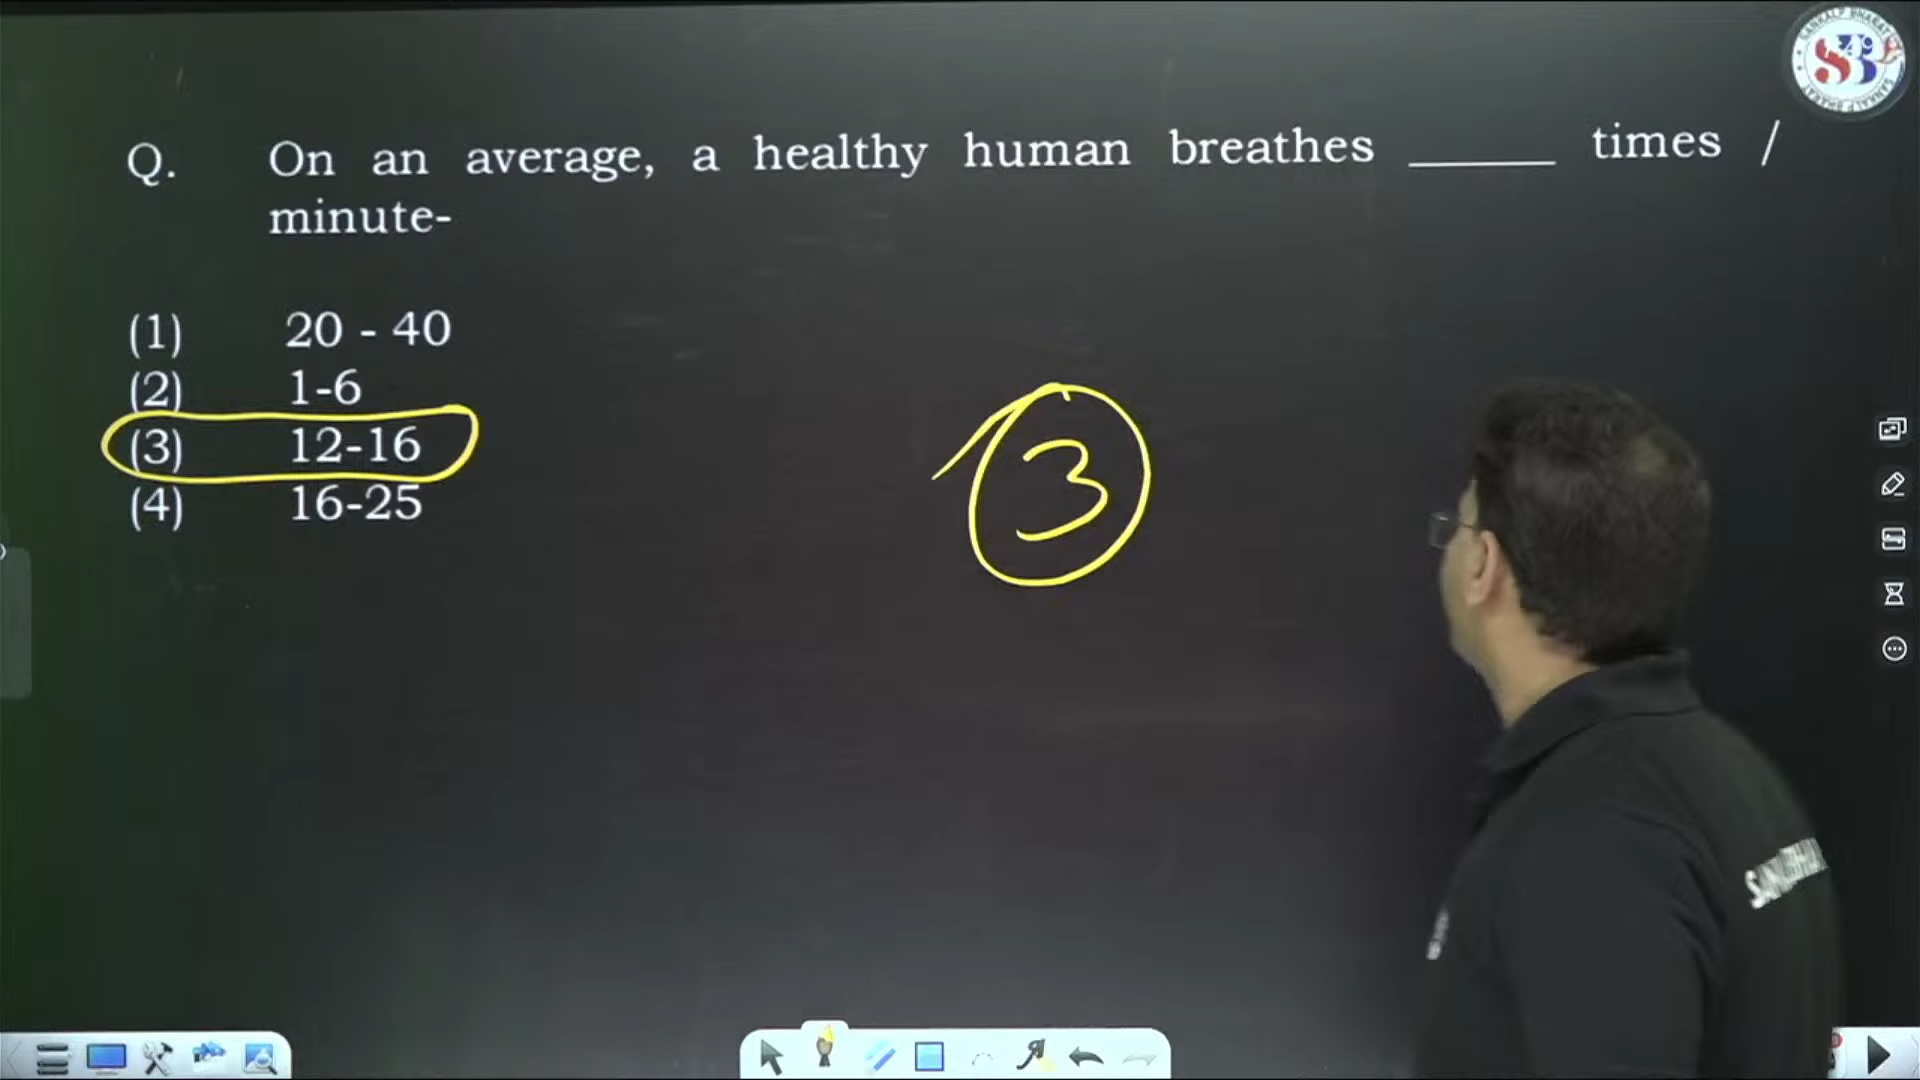 Q. On an average, a healthy human breathes ______ times /
minute-
(1) 20 - 40
(2) 1-6
(3) 12-16
(4) 16-25
3